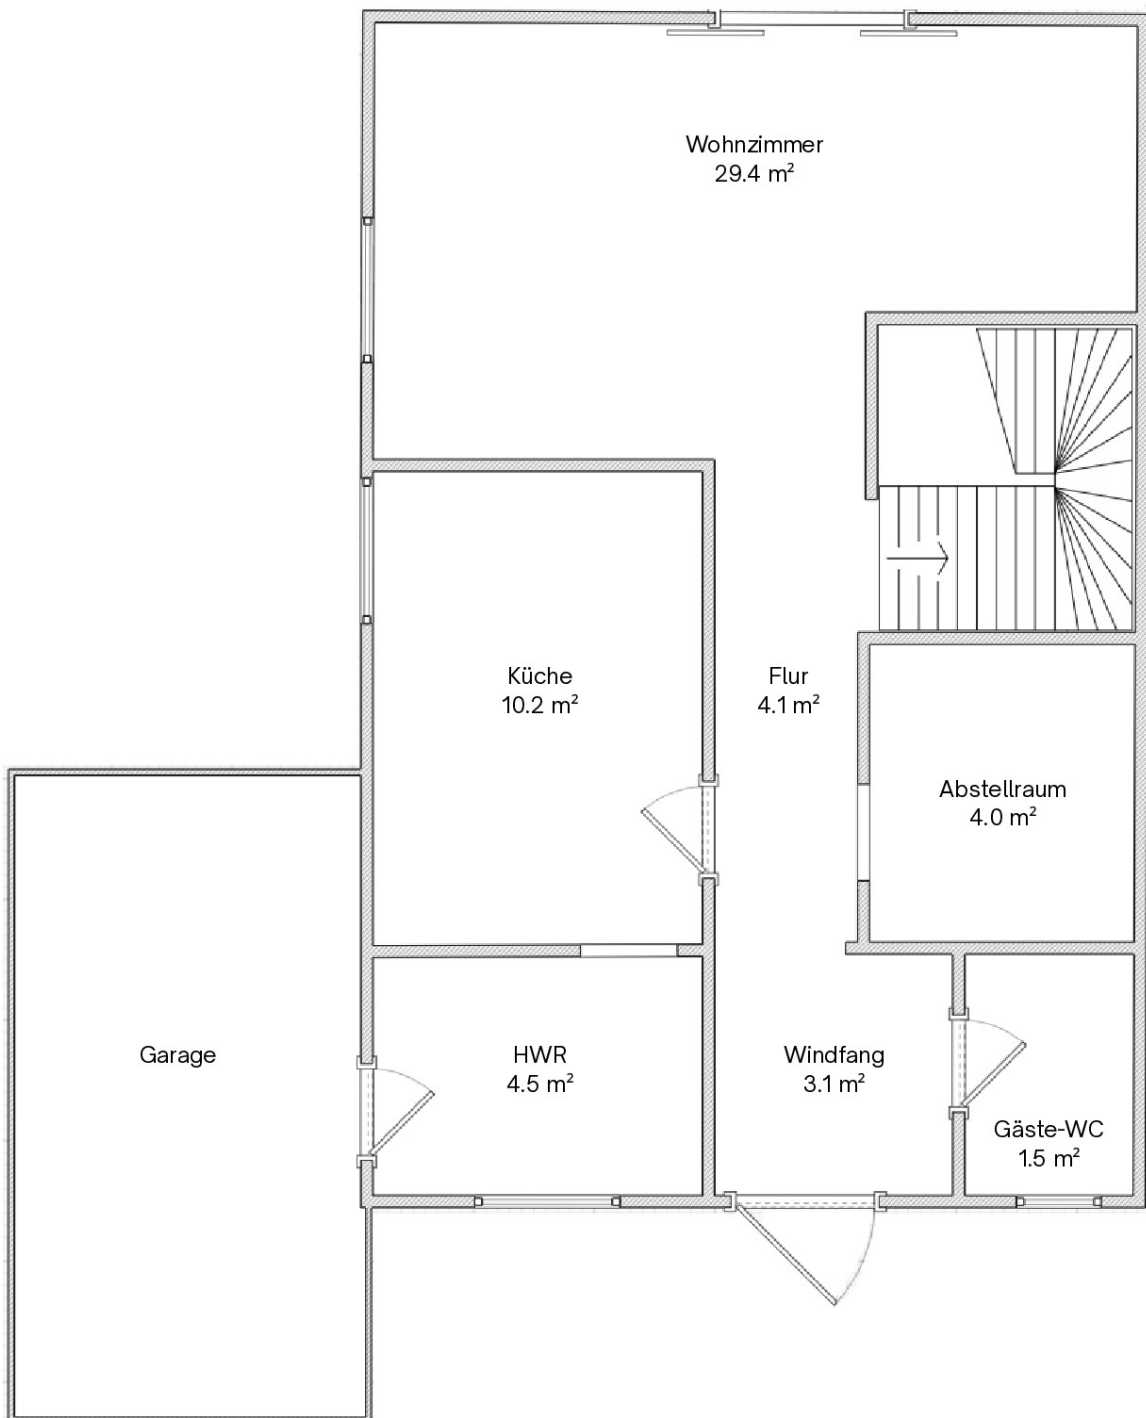 Wohnzimmer
29.4 m²
Küche
10.2 m²
Flur
4.1 m²
Abstellraum
4.0 m²
Garage
HWR
4.5 m²
Windfang
3.1 m²
Gäste-WC
1.5 m²